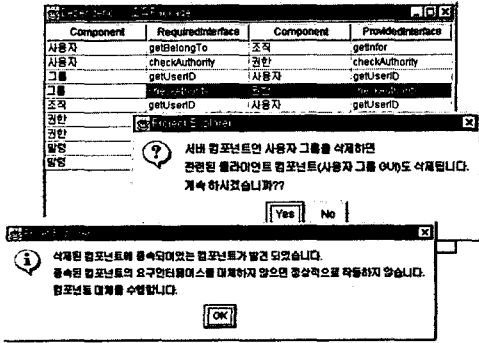 Component RequiredInterface Component ProvidedInterface
사용자 getBelongTo 조직 getInfor
사용자 checkAuthority 권한 checkAuthority
그룹 getUserID 사용자 getUserID
그룹
조직 getUserID 사용자 getUserID
권한
권한
발령
발령
Project Explorer
서버 컴포넌트인 사용자 그룹을 삭제하면
관련된 클라이언트 컴포넌트(사용자 그룹 GUI)도 삭제됩니다.
계속 하시겠습니까??
Yes No
삭제된 컴포넌트에 종속되어있는 컴포넌트가 발견 되었습니다.
종속된 컴포넌트의 요구인터페이스를 대체하지 않으면 정상적으로 작동하지 않습니다.
컴포넌트 대체를 수행합니다.
OK